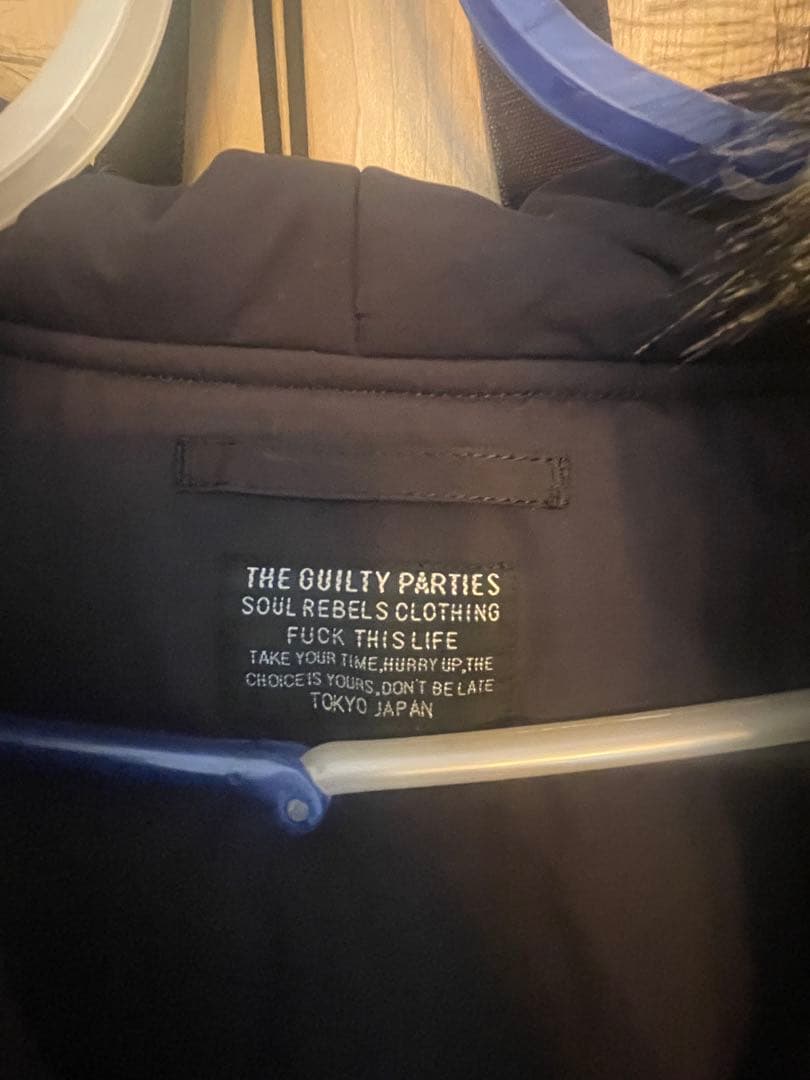 THE GUILTY PARTIES
SOUL REBELS CLOTHING
FUCK THIS LIFE
TAKE YOUR TIME,HURRY UP,THE
CHOICE IS YOURS,DON'T BE LATE
TOKYO JAPAN